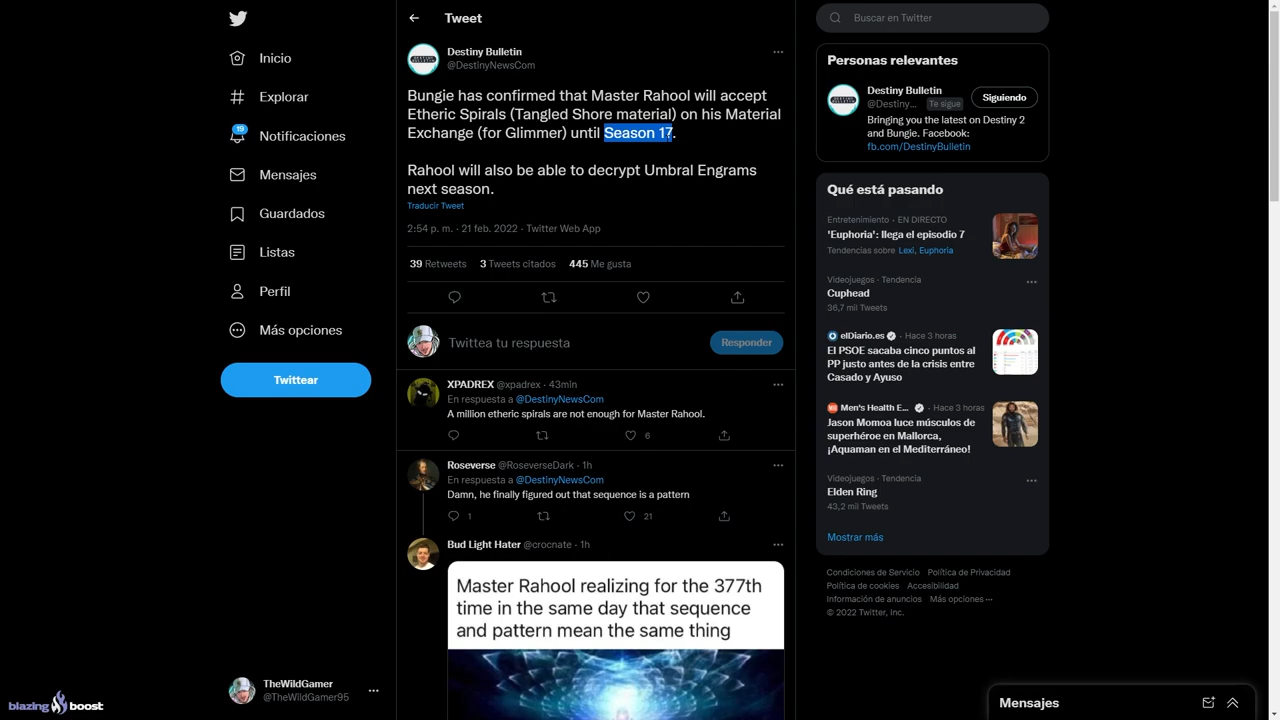 Inicio
Explorar
19
Notificaciones
Mensajes
Guardados
Listas
Perfil
Más opciones
Twittear
TheWildGamer
@TheWildGamer95
blazing boost
Tweet
Destiny Bulletin
@DestinyNewsCom
Bungie has confirmed that Master Rahool will accept
Etheric Spirals (Tangled Shore material) on his Material
Exchange (for Glimmer) until Season 17.
Rahool will also be able to decrypt Umbral Engrams
next season.
Traducir Tweet
2:54 p. m. · 21 feb. 2022 · Twitter Web App
39 Retweets 3 Tweets citados 445 Me gusta
Twittea tu respuesta
Responder
XPADREX @xpadrex · 43min
En respuesta a @DestinyNewsCom
A million etheric spirals are not enough for Master Rahool.
6
Roseverse @RoseverseDark · 1h
En respuesta a @DestinyNewsCom
Damn, he finally figured out that sequence is a pattern
1 21
Bud Light Hater @crocnate · 1h
Master Rahool realizing for the 377th
time in the same day that sequence
and pattern mean the same thing
Buscar en Twitter
Personas relevantes
Destiny Bulletin
@Destiny... Te sigue
Siguiendo
Bringing you the latest on Destiny 2
and Bungie. Facebook:
fb.com/DestinyBulletin
Qué está pasando
Entretenimiento · EN DIRECTO
'Euphoria': llega el episodio 7
Tendencias sobre Lexi, Euphoria
Videojuegos · Tendencia
Cuphead
36,7 mil Tweets
elDiario.es · Hace 3 horas
El PSOE sacaba cinco puntos al
PP justo antes de la crisis entre
Casado y Ayuso
Men's Health E... · Hace 3 horas
Jason Momoa luce músculos de
superhéroe en Mallorca,
¡Aquaman en el Mediterráneo!
Videojuegos · Tendencia
Elden Ring
43,2 mil Tweets
Mostrar más
Condiciones de Servicio Política de Privacidad
Política de cookies Accesibilidad
Información de anuncios Más opciones ···
© 2022 Twitter, Inc.
Mensajes